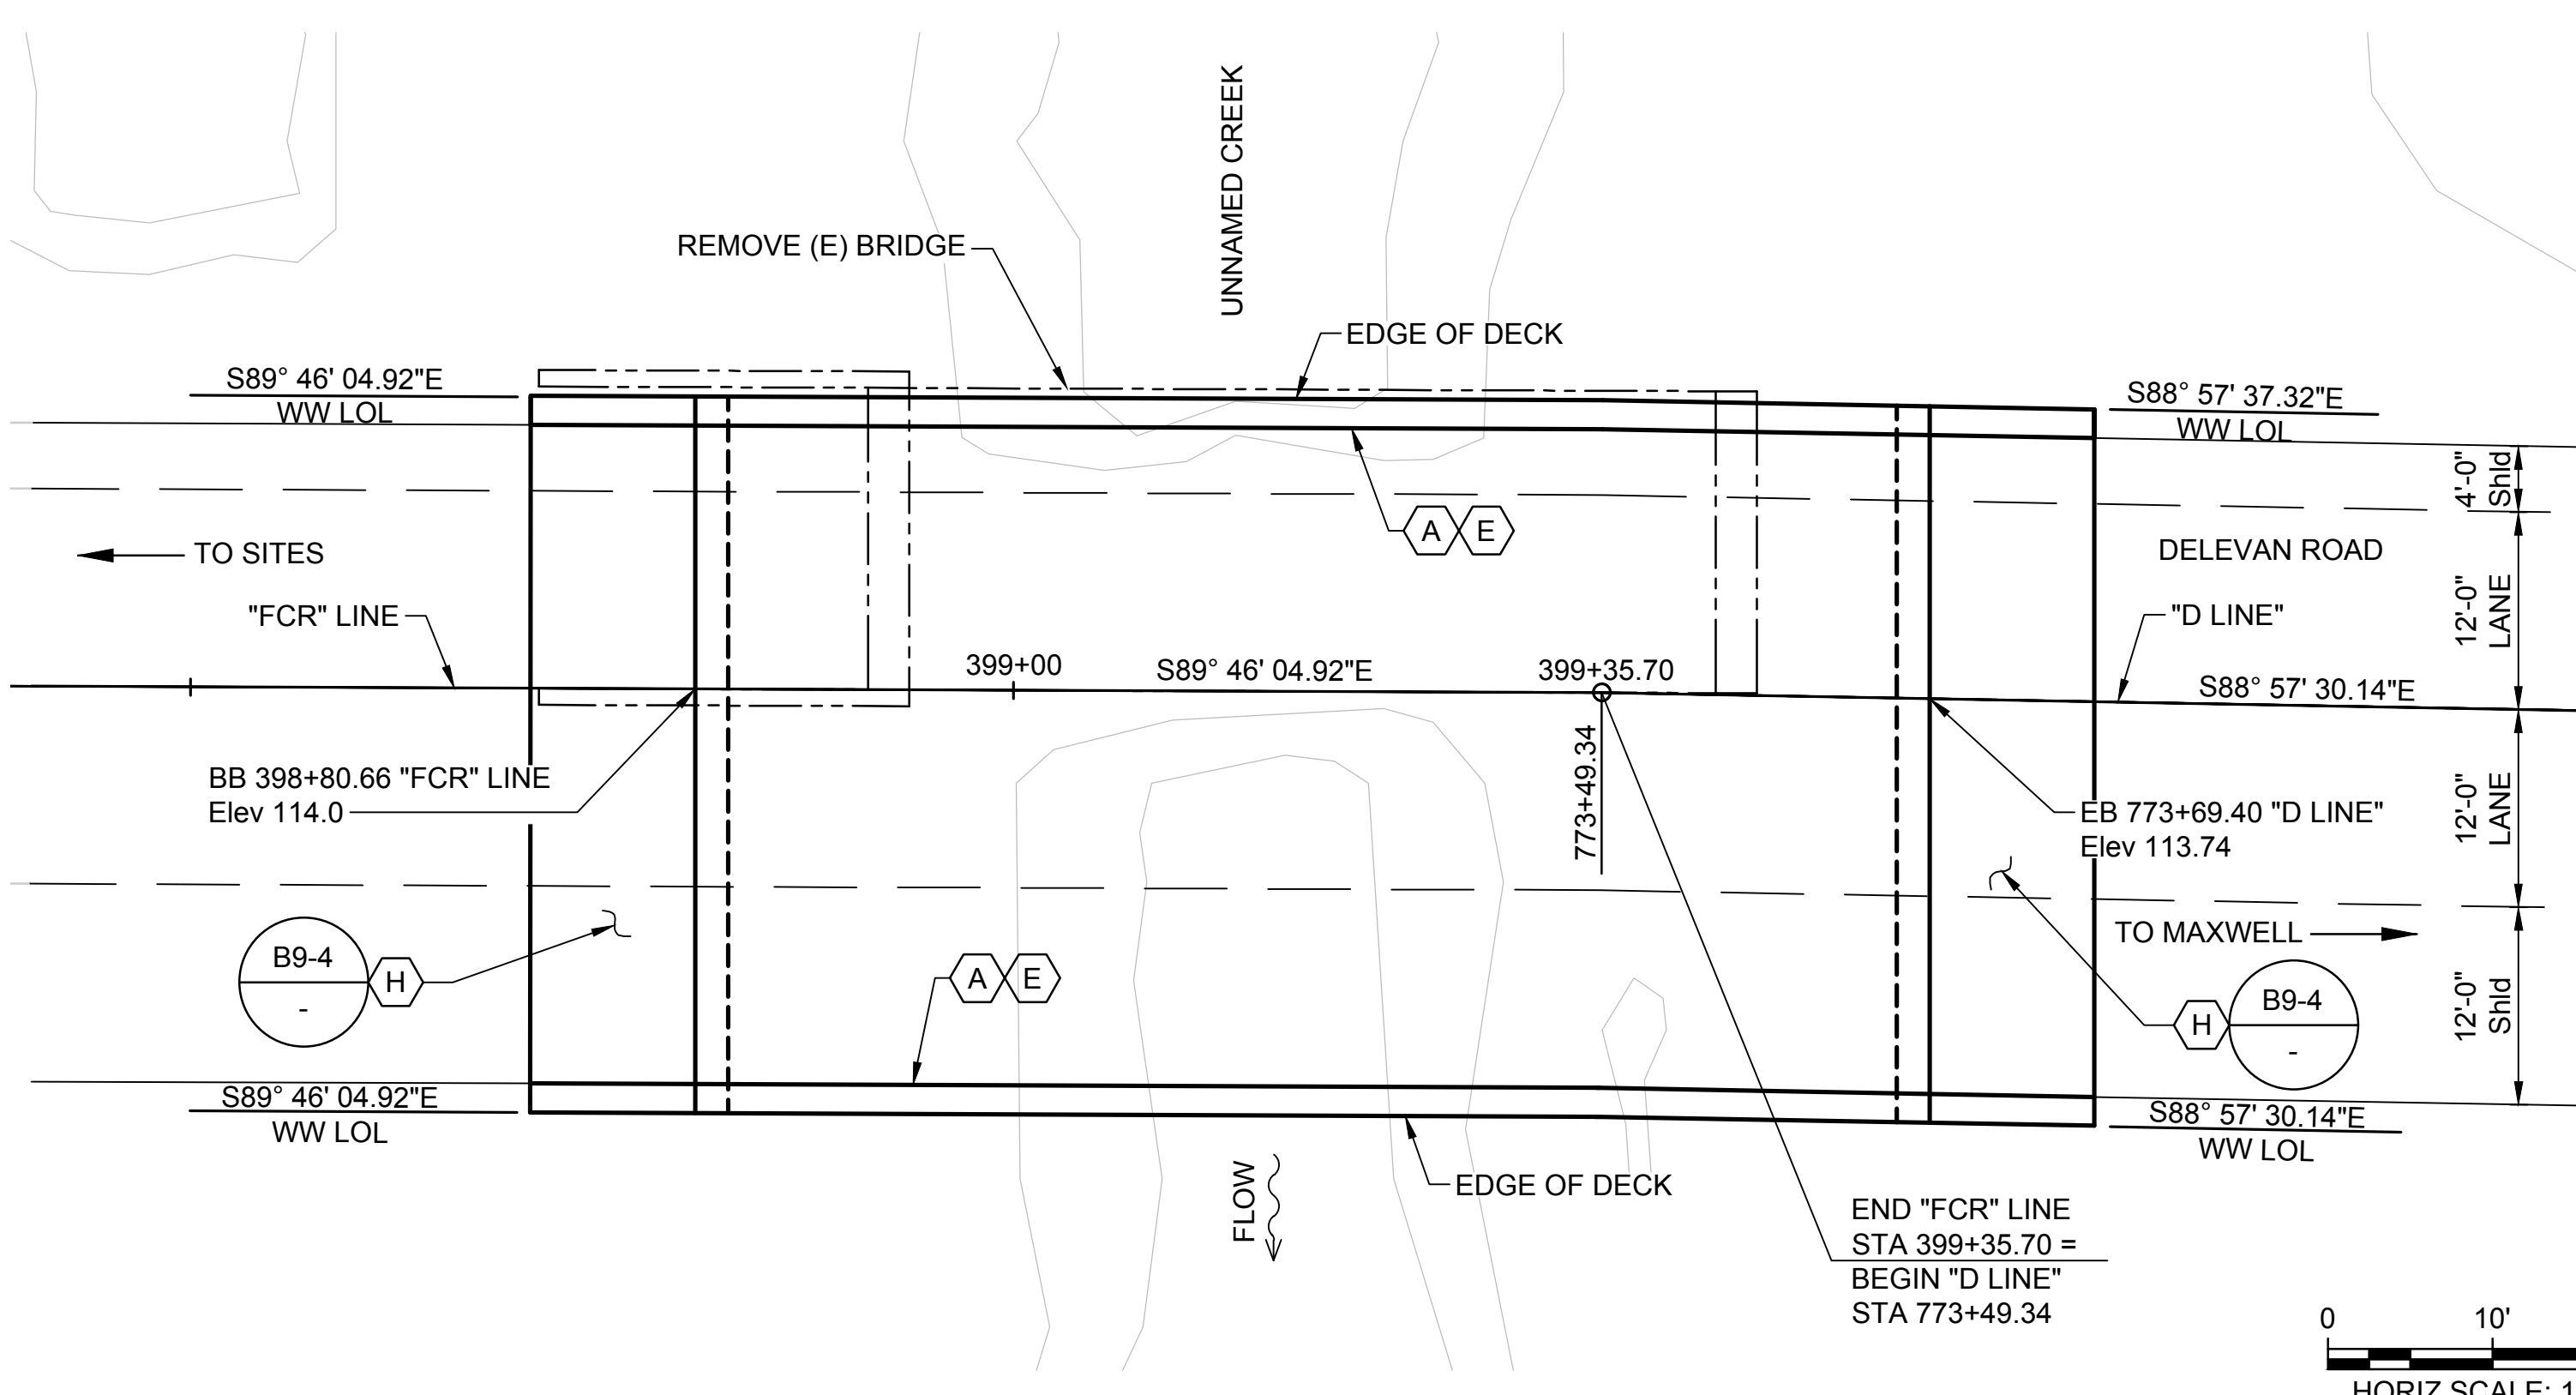 UNNAMED CREEK
REMOVE (E) BRIDGE
EDGE OF DECK
S89° 46' 04.92"E
WW LOL
S88° 57' 37.32"E
WW LOL
4'-0"
Shld
A E
TO SITES
DELEVAN ROAD
12'-0"
LANE
"FCR" LINE
"D LINE"
399+00
S89° 46' 04.92"E
399+35.70
S88° 57' 30.14"E
773+49.34
BB 398+80.66 "FCR" LINE
Elev 114.0
EB 773+69.40 "D LINE"
Elev 113.74
12'-0"
LANE
TO MAXWELL
B9-4
-
H
A E
H
B9-4
-
12'-0"
Shld
S89° 46' 04.92"E
WW LOL
S88° 57' 30.14"E
WW LOL
FLOW
EDGE OF DECK
END "FCR" LINE
STA 399+35.70 =
BEGIN "D LINE"
STA 773+49.34
0 10'
HORIZ SCALE: 1